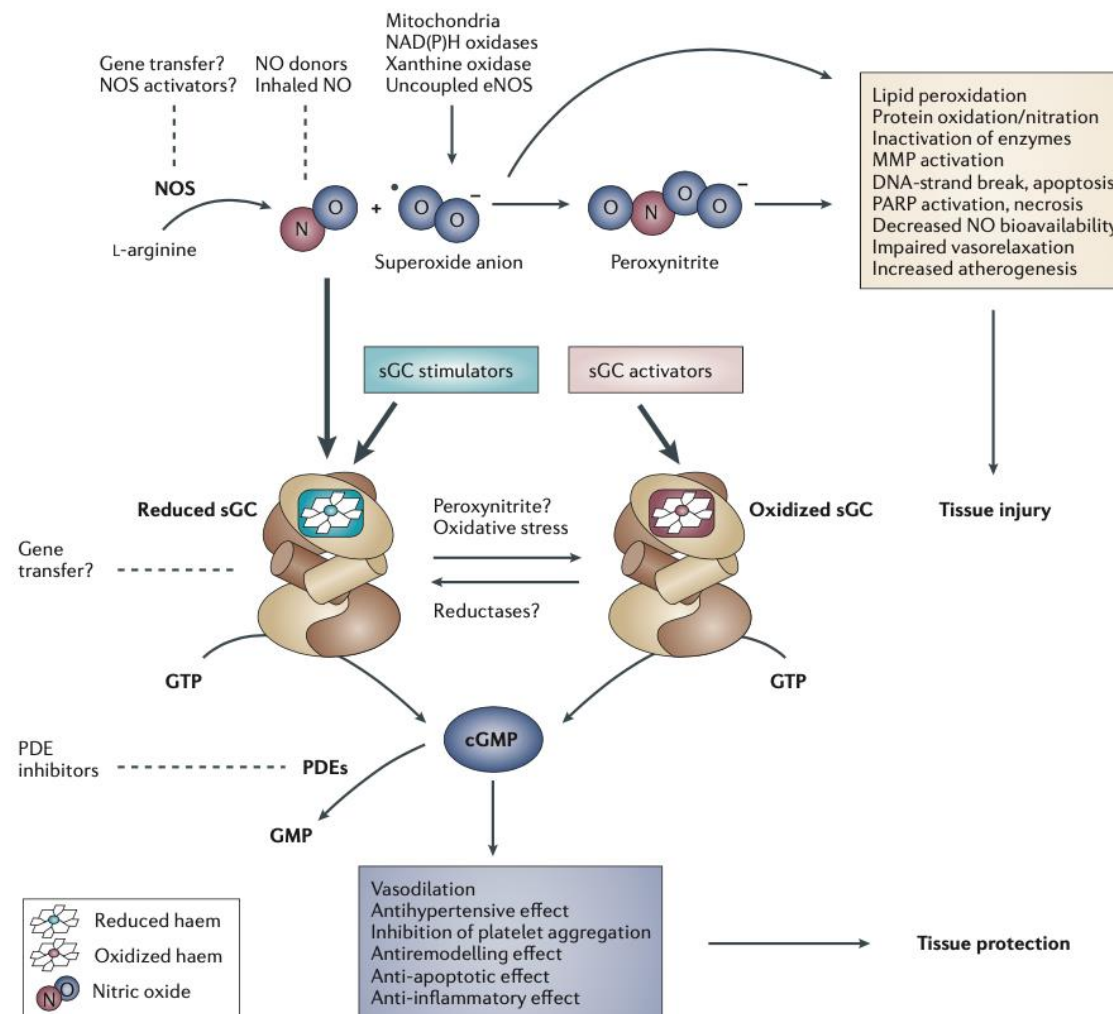 Mitochondria
NAD(P)H oxidases
Xanthine oxidase
Uncoupled eNOS
Gene transfer?
NOS activators?
NO donors
Inhaled NO
Lipid peroxidation
Protein oxidation/nitration
Inactivation of enzymes
MMP activation
DNA-strand break, apoptosis
PARP activation, necrosis
Decreased NO bioavailability
Impaired vasorelaxation
Increased atherogenesis
NOS
L-arginine
N O
+
• O O −
Superoxide anion
O N O O −
Peroxynitrite
sGC stimulators
sGC activators
Reduced sGC
Peroxynitrite?
Oxidative stress
Oxidized sGC
Tissue injury
Gene
transfer?
Reductases?
GTP
GTP
cGMP
PDE
inhibitors
PDEs
GMP
Vasodilation
Antihypertensive effect
Inhibition of platelet aggregation
Antiremodelling effect
Anti-apoptotic effect
Anti-inflammatory effect
Tissue protection
Reduced haem
Oxidized haem
N O Nitric oxide